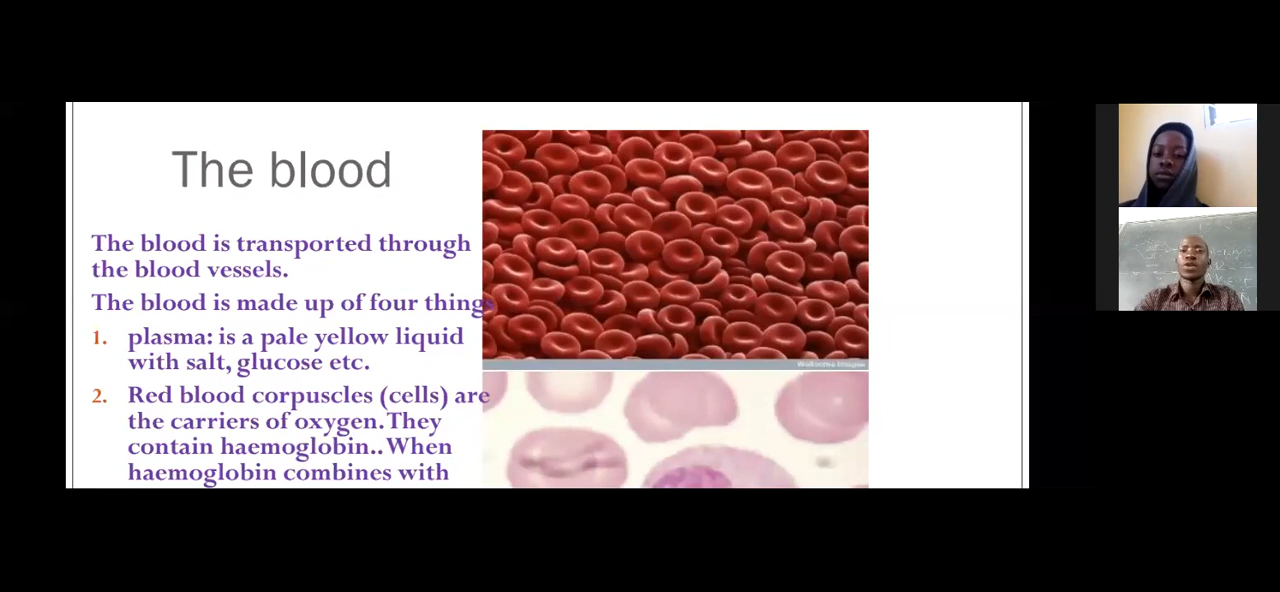 The blood
The blood is transported through
the blood vessels.
The blood is made up of four things
1. plasma: is a pale yellow liquid
with salt, glucose etc.
2. Red blood corpuscles (cells) are
the carriers of oxygen. They
contain haemoglobin.. When
haemoglobin combines with
Wellcome Images